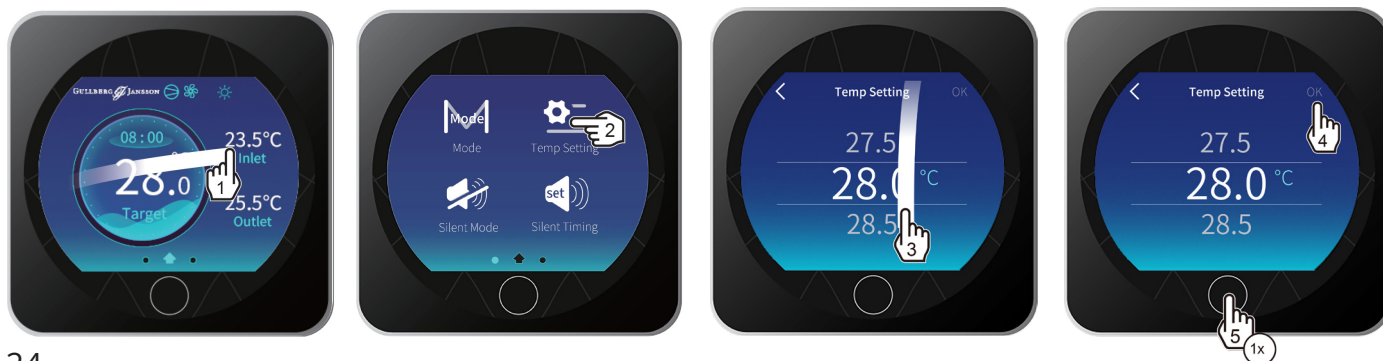 GULLBERG JANSSON
08:00
28.0
Target
23.5°C
Inlet
25.5°C
Outlet
1
Mode
Mode
Temp Setting
Silent Mode
set
Silent Timing
2
Temp Setting OK
27.5
28.0 °C
28.5
3
Temp Setting OK
27.5
28.0 °C
28.5
4
5
1x